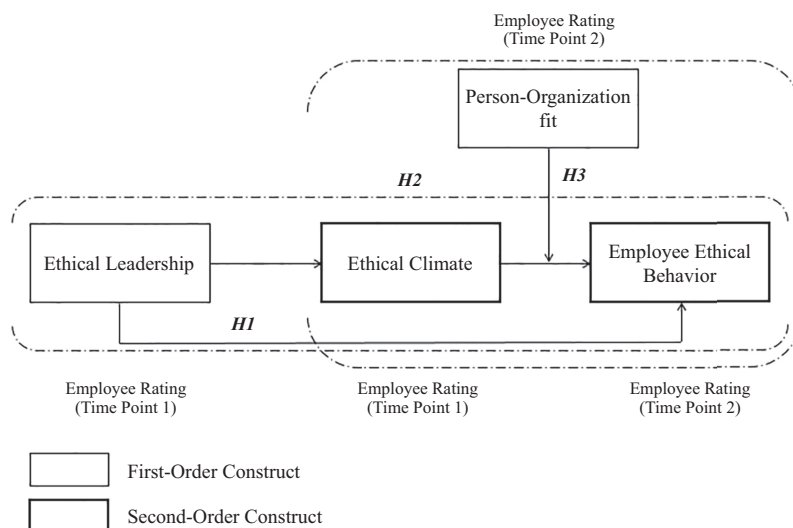 Employee Rating
(Time Point 2)
Person-Organization
fit
H2
H3
Ethical Leadership
Ethical Climate
Employee Ethical
Behavior
H1
Employee Rating
(Time Point 1)
Employee Rating
(Time Point 1)
Employee Rating
(Time Point 2)
First-Order Construct
Second-Order Construct